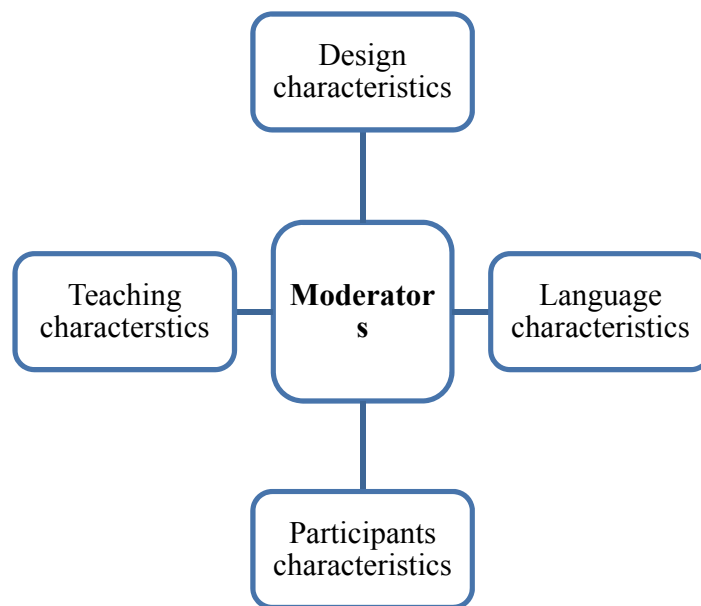 Design
characteristics
Teaching
characterstics
Moderator
s
Language
characteristics
Participants
characteristics